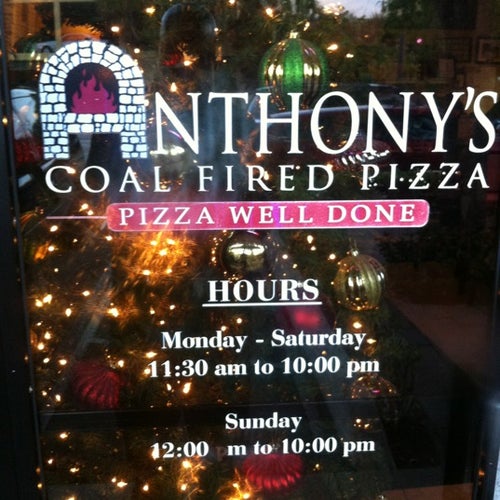 ANTHONY'S
COAL FIRED PIZZA
PIZZA WELL DONE
HOURS
Monday - Saturday
11:30 am to 10:00 pm
Sunday
12:00 m to 10:00 pm